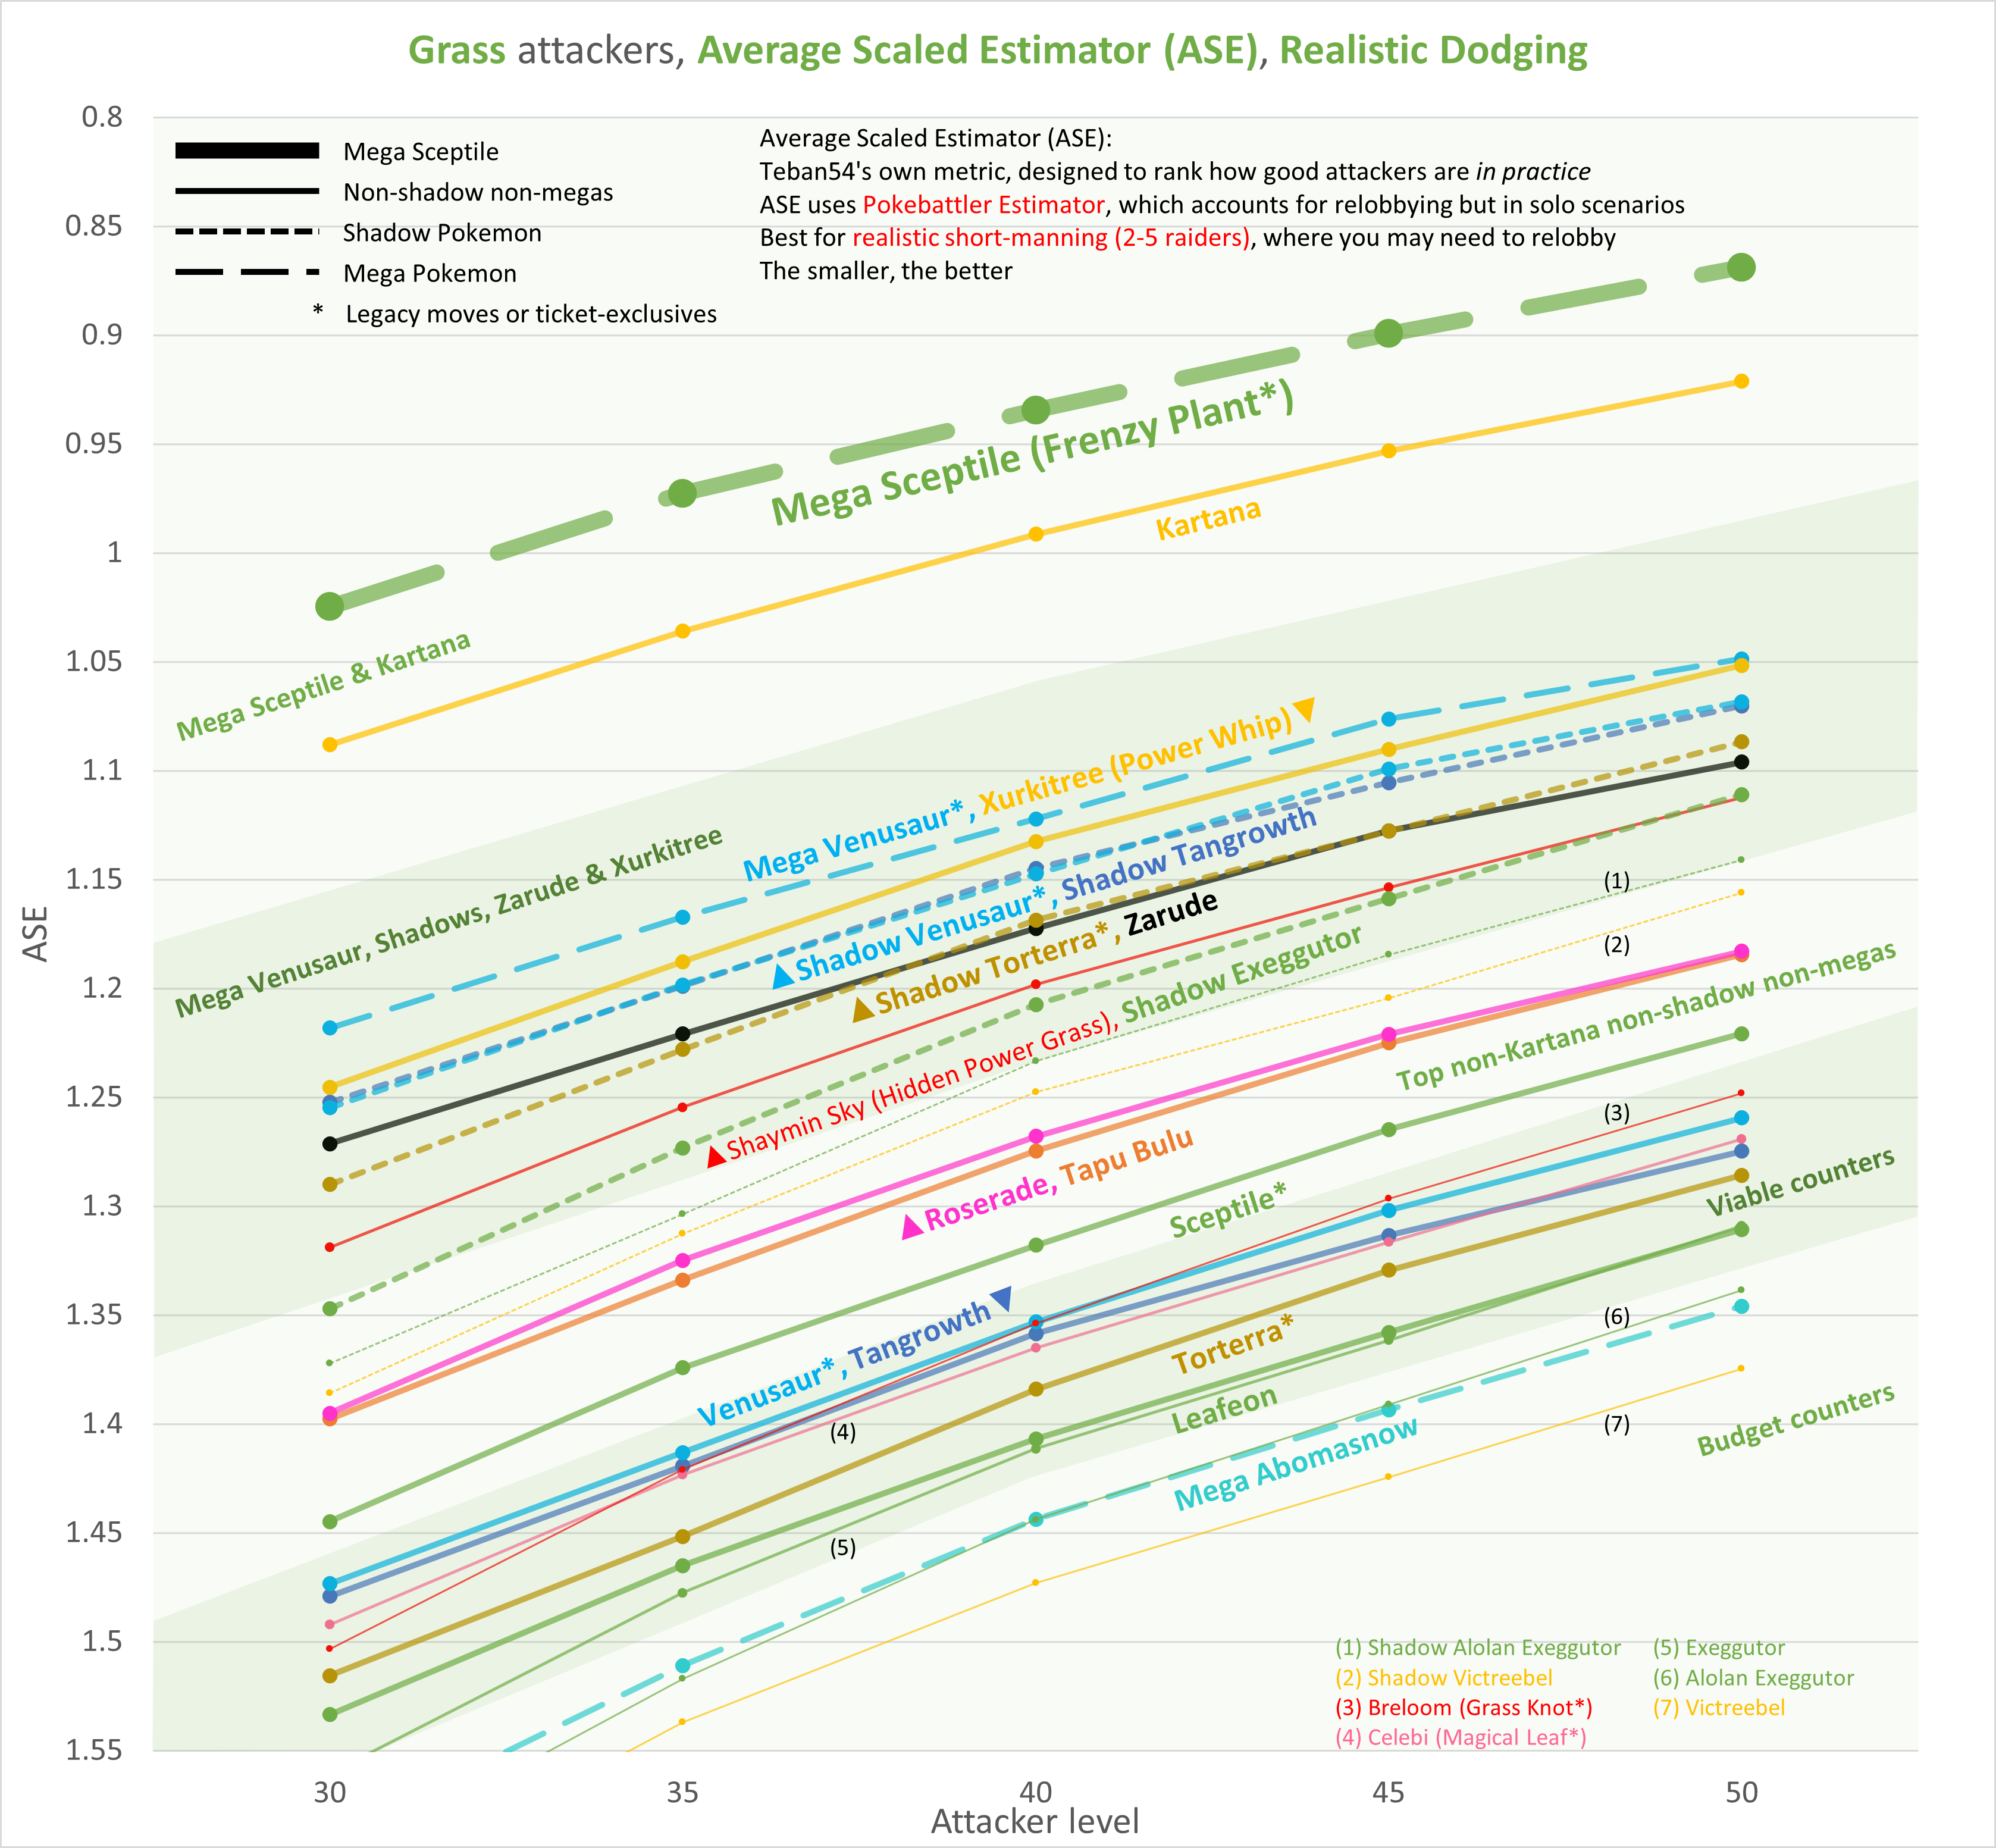 Grass attackers, Average Scaled Estimator (ASE), Realistic Dodging
0.8
0.85
0.9
0.95
1
1.05
1.1
1.15
1.2
1.25
1.3
1.35
1.4
1.45
1.5
1.55
ASE
Mega Sceptile
Non-shadow non-megas
Shadow Pokemon
Mega Pokemon
* Legacy moves or ticket-exclusives
Average Scaled Estimator (ASE):
Teban54's own metric, designed to rank how good attackers are in practice
ASE uses Pokebattler Estimator, which accounts for relobbying but in solo scenarios
Best for realistic short-manning (2-5 raiders), where you may need to relobby
The smaller, the better
Mega Sceptile (Frenzy Plant*)
Kartana
Mega Sceptile & Kartana
Mega Venusaur*, Xurkitree (Power Whip)▼
Mega Venusaur, Shadows, Zarude & Xurkitree
▲Shadow Venusaur*, Shadow Tangrowth
▲Shadow Torterra*, Zarude
▲Shaymin Sky (Hidden Power Grass), Shadow Exeggutor
(1)
(2)
Top non-Kartana non-shadow non-megas
▲Roserade, Tapu Bulu
Sceptile*
(3)
Viable counters
Venusaur*, Tangrowth▼
Torterra*
(4)
Leafeon
(6)
Mega Abomasnow
(7)
Budget counters
(5)
(1) Shadow Alolan Exeggutor
(2) Shadow Victreebel
(3) Breloom (Grass Knot*)
(4) Celebi (Magical Leaf*)
(5) Exeggutor
(6) Alolan Exeggutor
(7) Victreebel
30
35
40
45
50
Attacker level